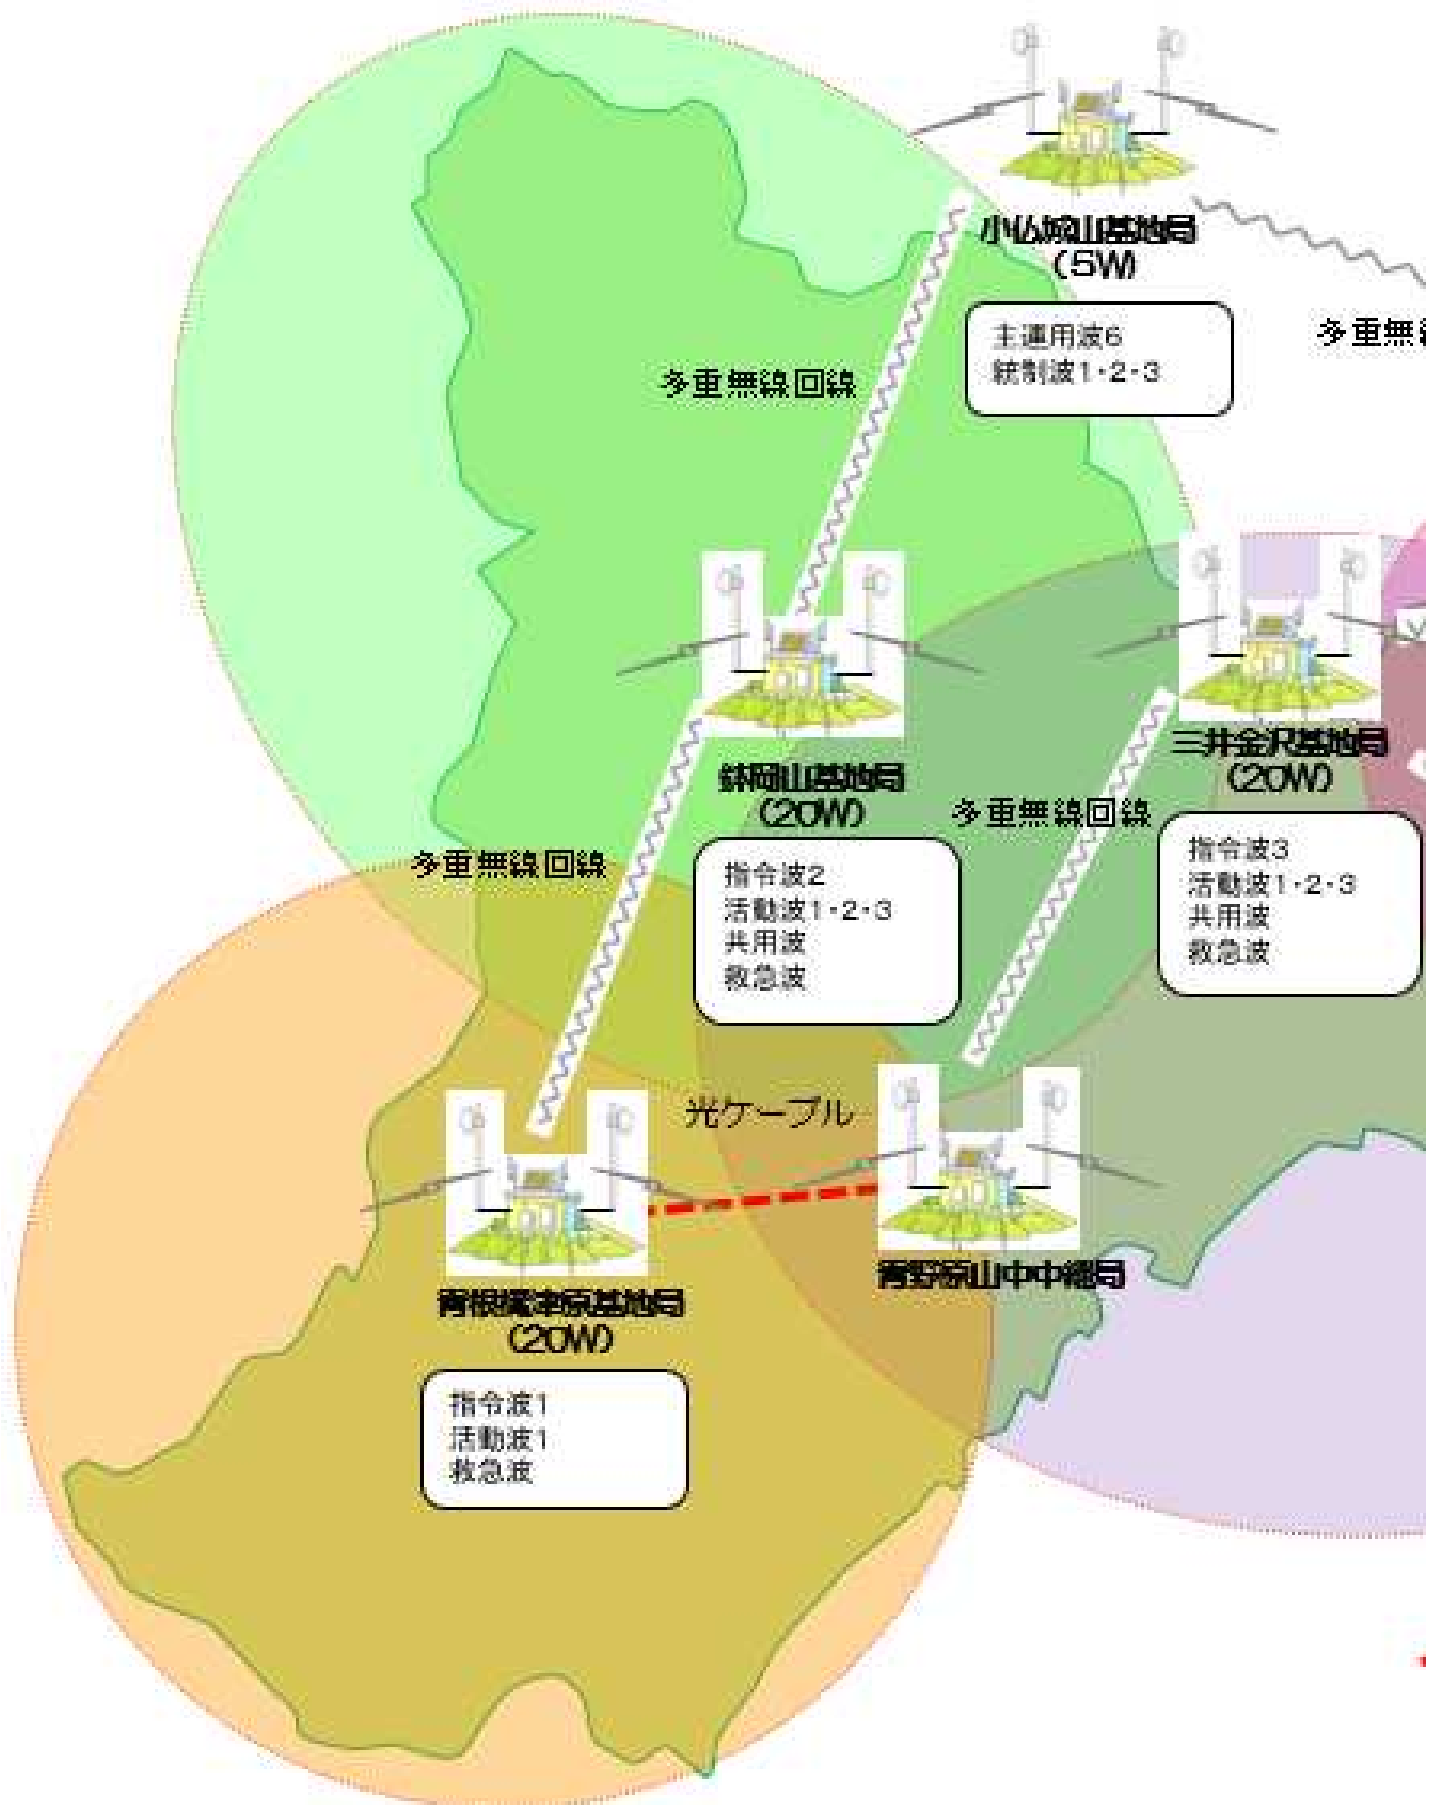 小仏城山基地局
(5W)
主運用波6
統制波1・2・3
多重無
多重無線回線
三井金沢基地局
(20W)
指令波3
活動波1・2・3
共用波
救急波
鉢岡山基地局
(20W)
多重無線回線
指令波2
活動波1・2・3
共用波
救急波
多重無線回線
光ケーブル
青野原山中中継局
青根橫津原基地局
(20W)
指令波1
活動波1
救急波